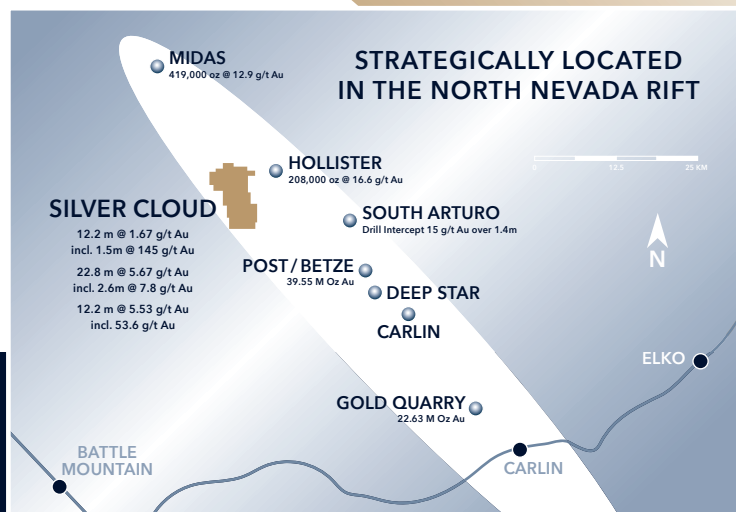 STRATEGICALLY LOCATED
IN THE NORTH NEVADA RIFT
MIDAS
419,000 oz @ 12.9 g/t Au
HOLLISTER
208,000 oz @ 16.6 g/t Au
0 12.5 25 KM
SILVER CLOUD
12.2 m @ 1.67 g/t Au
incl. 1.5m @ 145 g/t Au
22.8 m @ 5.67 g/t Au
incl. 2.6m @ 7.8 g/t Au
12.2 m @ 5.53 g/t Au
incl. 53.6 g/t Au
SOUTH ARTURO
Drill Intercept 15 g/t Au over 1.4m
N
POST / BETZE
39.55 M Oz Au
DEEP STAR
CARLIN
ELKO
GOLD QUARRY
22.63 M Oz Au
BATTLE
MOUNTAIN
CARLIN